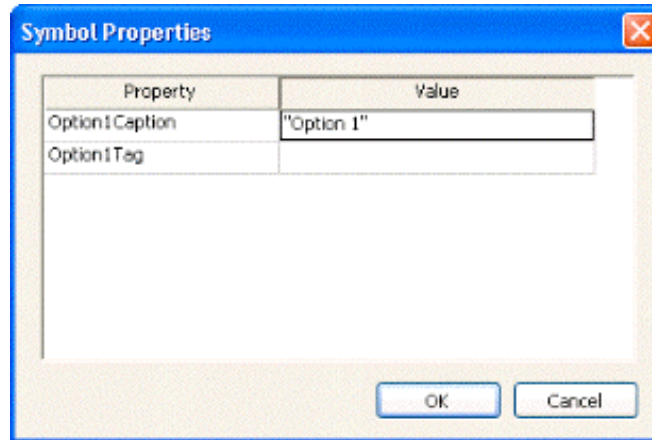 Symbol Properties
Property Value
Option1Caption "Option 1"
Option1Tag
OK Cancel